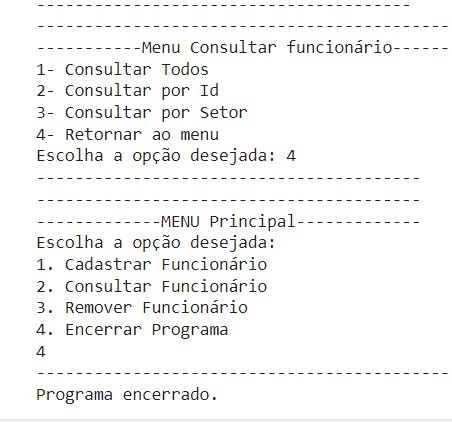 --------------------------------------
------------------------------------------
-----------Menu Consultar funcionário------
1- Consultar Todos
2- Consultar por Id
3- Consultar por Setor
4- Retornar ao menu
Escolha a opção desejada: 4
---------------------------------------
---------------------------------------
-------------MENU Principal-------------
Escolha a opção desejada:
1. Cadastrar Funcionário
2. Consultar Funcionário
3. Remover Funcionário
4. Encerrar Programa
4
------------------------------------------
Programa encerrado.